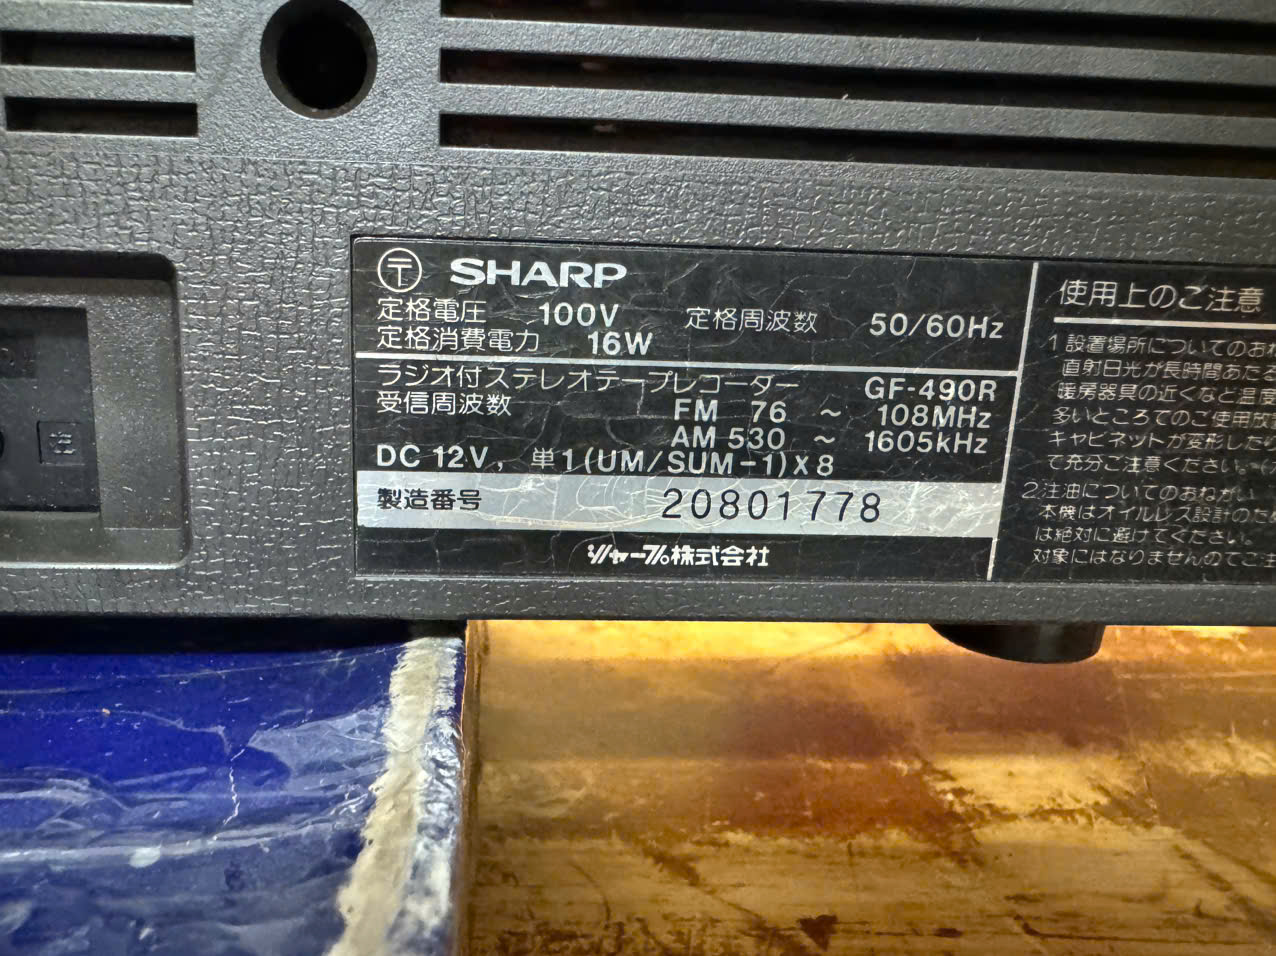 〒 SHARP
定格電圧 100V 定格周波数 50/60Hz
定格消費電力 16W
ラジオ付ステレオテープレコーダー GF-490R
受信周波数 FM 76 ~ 108MHz
AM 530 ~ 1605kHz
DC 12V, 単1(UM/SUM-1)X8
製造番号 20801778
シャープ株式会社
使用上のご注意
1 設置場所についてのおね
直射日光が長時間あたる
暖房器具の近くなど温度
多いところでのご使用放
キャビネットが変形したり
て充分ご注意ください。
2.注油についてのおねがい
本機はオイルレス設計のため
は絶対に避けてください。
対象にはなりませんのでご注